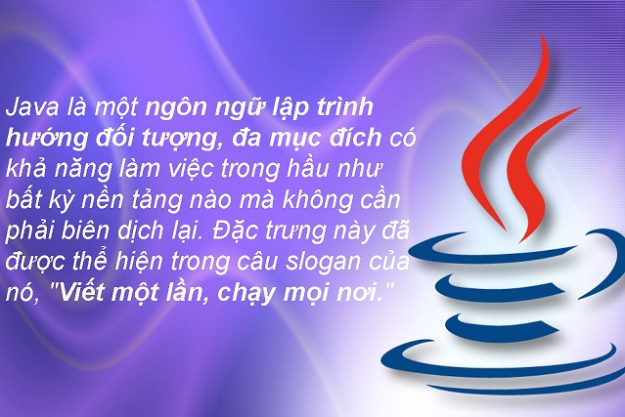 Java là một ngôn ngữ lập trình
hướng đối tượng, đa mục đích có
khả năng làm việc trong hầu như
bất kỳ nền tảng nào mà không cần
phải biên dịch lại. Đặc trưng này đã
được thể hiện trong câu slogan của
nó, "Viết một lần, chạy mọi nơi."